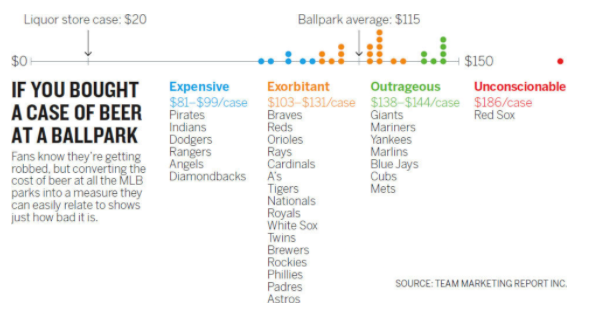 Liquor store case: $20
Ballpark average: $115
$0
$150
IF YOU BOUGHT
A CASE OF BEER
AT A BALLPARK
Fans know they're getting
robbed, but converting the
cost of beer at all the MLB
parks into a measure they
can easily relate to shows
just how bad it is.
Expensive
$81–$99/case
Pirates
Indians
Dodgers
Rangers
Angels
Diamondbacks
Exorbitant
$103–$131/case
Braves
Reds
Orioles
Rays
Cardinals
A's
Tigers
Nationals
Royals
White Sox
Twins
Brewers
Rockies
Phillies
Padres
Astros
Outrageous
$138–$144/case
Giants
Mariners
Yankees
Marlins
Blue Jays
Cubs
Mets
Unconscionable
$186/case
Red Sox
SOURCE: TEAM MARKETING REPORT INC.